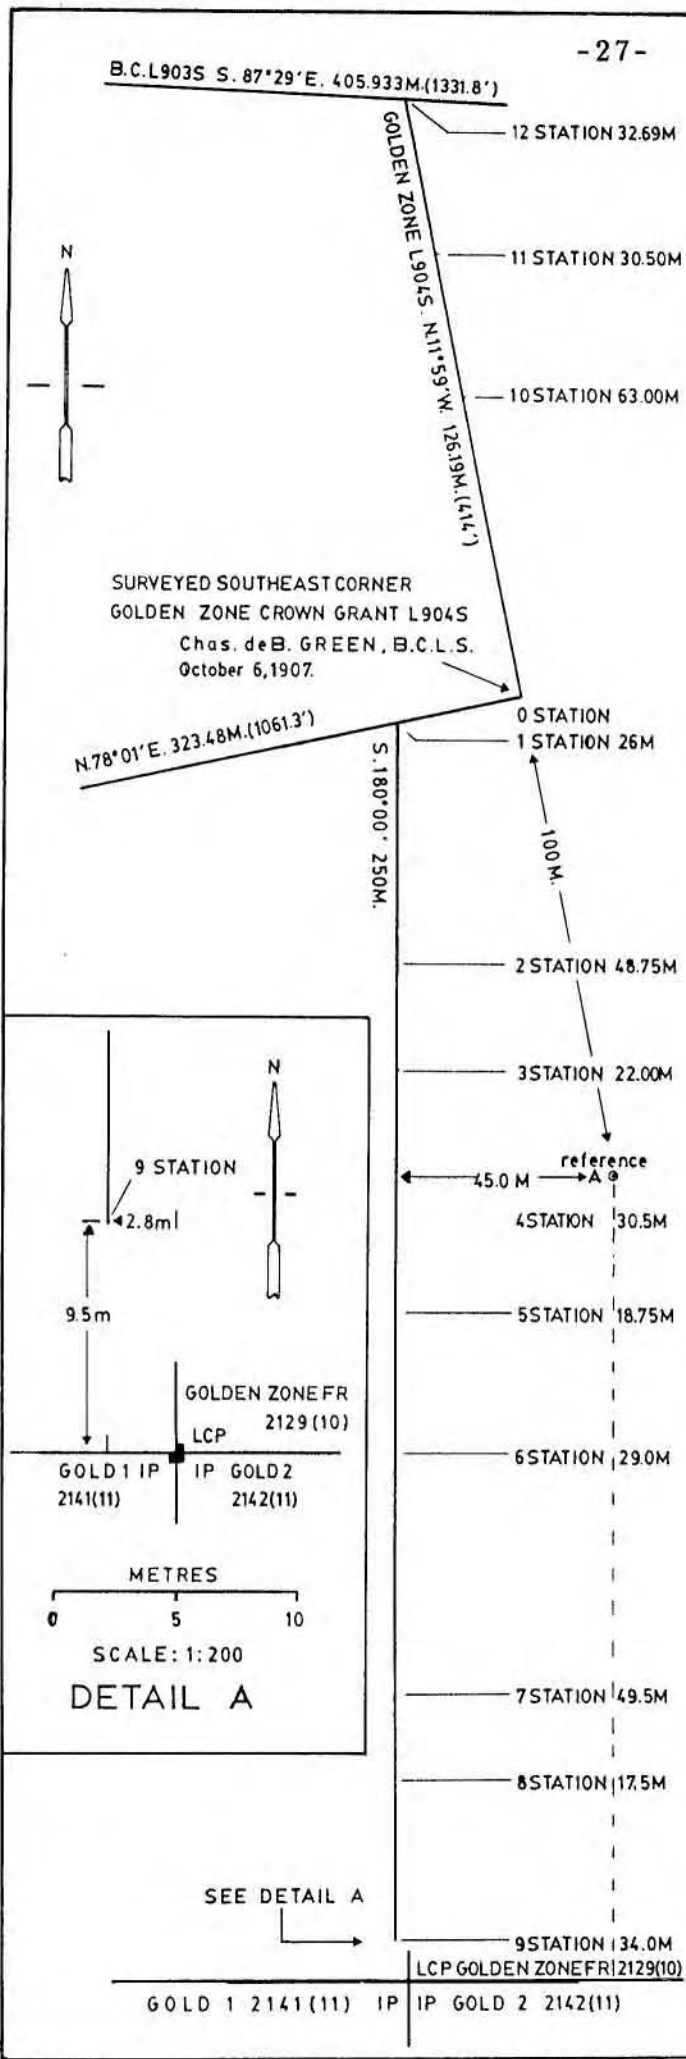 -27-
B.C.L903S S. 87°29'E. 405.933M.(1331.8')
12 STATION 32.69M
GOLDEN ZONE L904S. N.11°59'W. 126.19M.(414')
11 STATION 30.50M
N
10 STATION 63.00M
SURVEYED SOUTHEAST CORNER
GOLDEN ZONE CROWN GRANT L904S
Chas. de B. GREEN, B.C.L.S.
October 6, 1907.
0 STATION
N.78°01'E. 323.48M.(1061.3')
1 STATION 26M
S. 180°00' 250M.
100 M.
2 STATION 48.75M
3 STATION 22.00M
reference
45.0 M
A
4 STATION 30.5M
5 STATION 18.75M
6 STATION 29.0M
7 STATION 49.5M
8 STATION 17.5M
9 STATION 34.0M
N
9 STATION
2.8m
9.5m
GOLDEN ZONE FR
2129 (10)
LCP
GOLD 1 IP IP GOLD 2
2141(11) 2142(11)
METRES
0 5 10
SCALE: 1:200
DETAIL A
SEE DETAIL A
LCP GOLDEN ZONE FR 2129(10)
GOLD 1 2141(11) IP IP GOLD 2 2142(11)